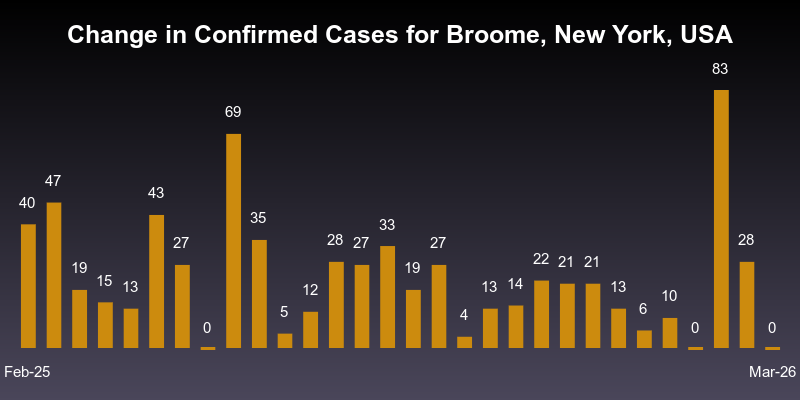 Change in Confirmed Cases for Broome, New York, USA
40 47 19 15 13 43 27 0 69 35 5 12 28 27 33 19 27 4 13 14 22 21 21 13 6 10 0 83 28 0
Feb-25 Mar-26